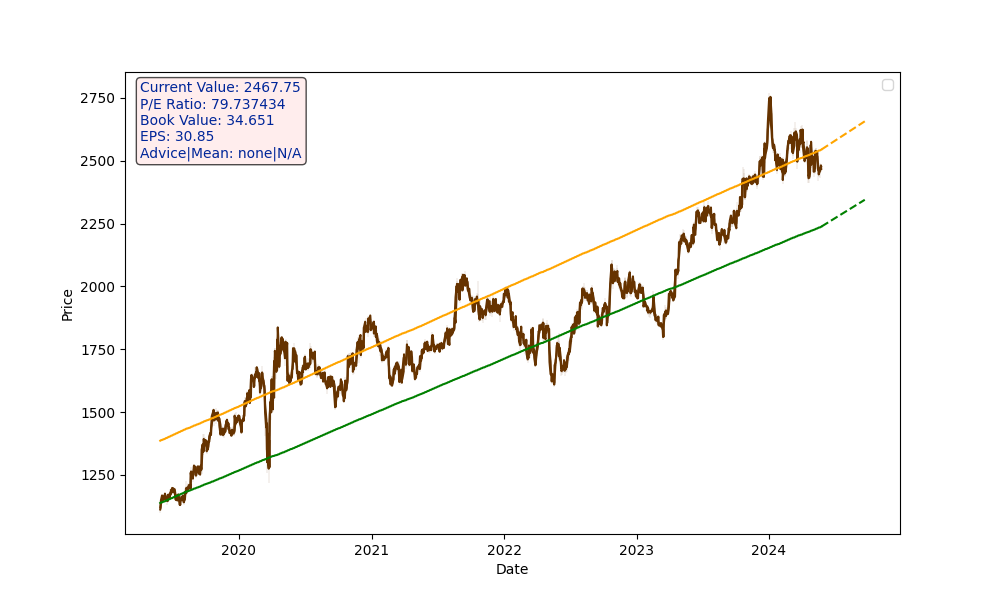 Current Value: 2467.75
P/E Ratio: 79.737434
Book Value: 34.651
EPS: 30.85
Advice|Mean: none|N/A
2750
2500
2250
2000
1750
1500
1250
Price
2020 2021 2022 2023 2024
Date